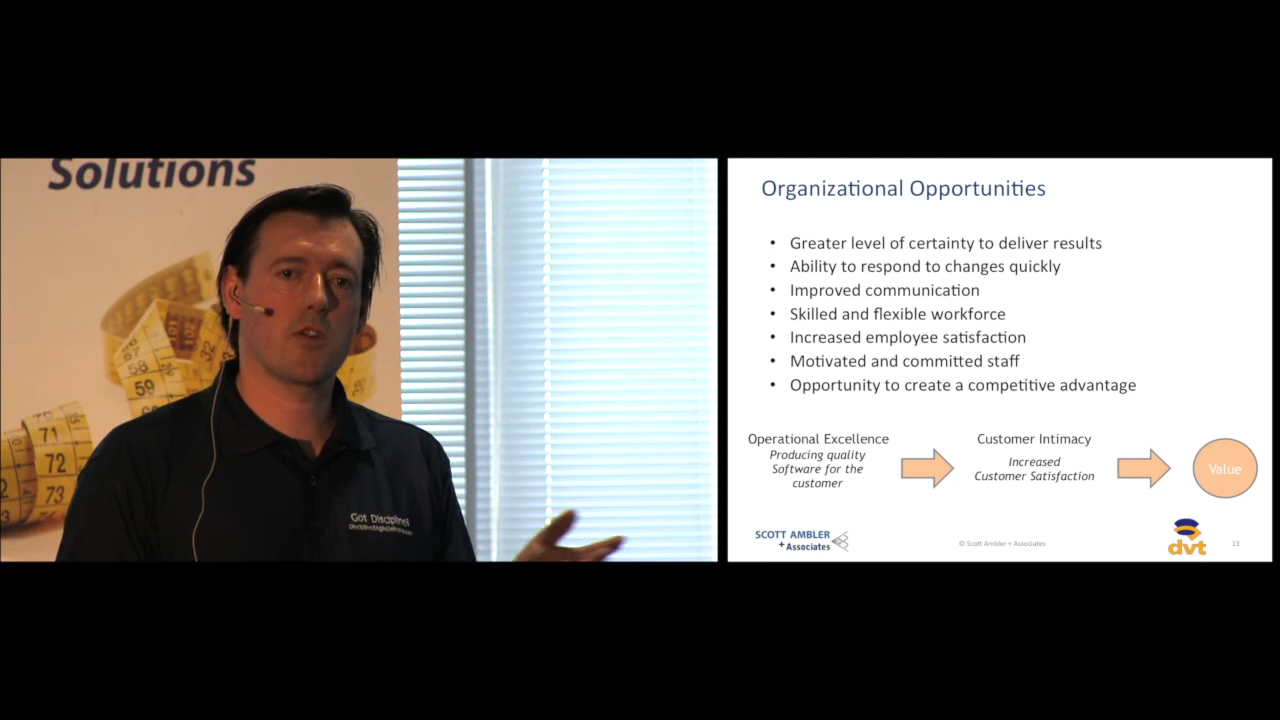 Solutions
57
58
59
71
72
73
Got Discipline?
Organizational Opportunities
• Greater level of certainty to deliver results
• Ability to respond to changes quickly
• Improved communication
• Skilled and flexible workforce
• Increased employee satisfaction
• Motivated and committed staff
• Opportunity to create a competitive advantage
Operational Excellence
Producing quality
Software for the
customer
Customer Intimacy
Increased
Customer Satisfaction
Value
SCOTT AMBLER
+ Associates
© Scott Ambler + Associates
dvt
13